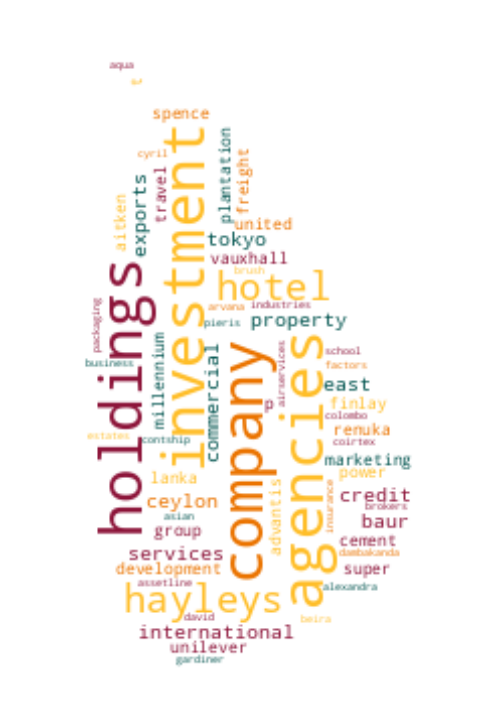 aqua
spence
cyril
investment
plantation
freight
travel
exports
aitken
united
tokyo
vauxhall
brush
holdings
hotel
arvana
industries
packaging
pieris
property
business
millennium
commercial
company
airservices
agencies
school
factors
east
p
finlay
colombo
renuka
estates
contship
coirtex
marketing
lanka
advantis
power
insurance
credit
ceylon
brokers
asian
baur
group
cement
services
dambakanda
development
super
assetline
alexandra
hayleys
david
beira
international
unilever
gardiner